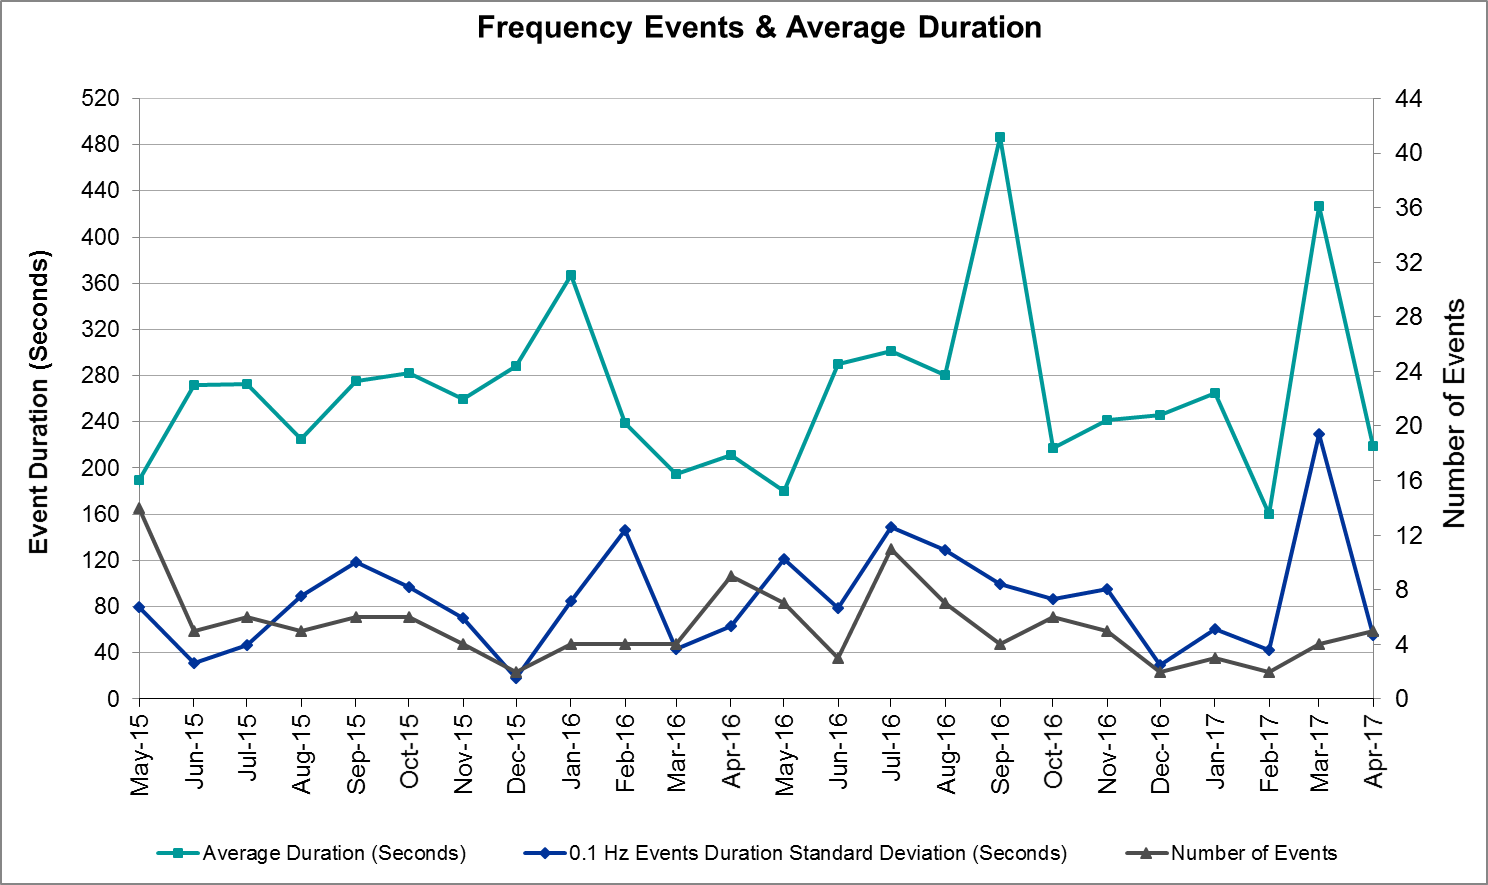 Frequency Events & Average Duration
520
480
440
400
360
320
280
240
200
160
120
80
40
0
Event Duration (Seconds)
44
40
36
32
28
24
20
16
12
8
4
0
Number of Events
May-15
Jun-15
Jul-15
Aug-15
Sep-15
Oct-15
Nov-15
Dec-15
Jan-16
Feb-16
Mar-16
Apr-16
May-16
Jun-16
Jul-16
Aug-16
Sep-16
Oct-16
Nov-16
Dec-16
Jan-17
Feb-17
Mar-17
Apr-17
Average Duration (Seconds)
0.1 Hz Events Duration Standard Deviation (Seconds)
Number of Events